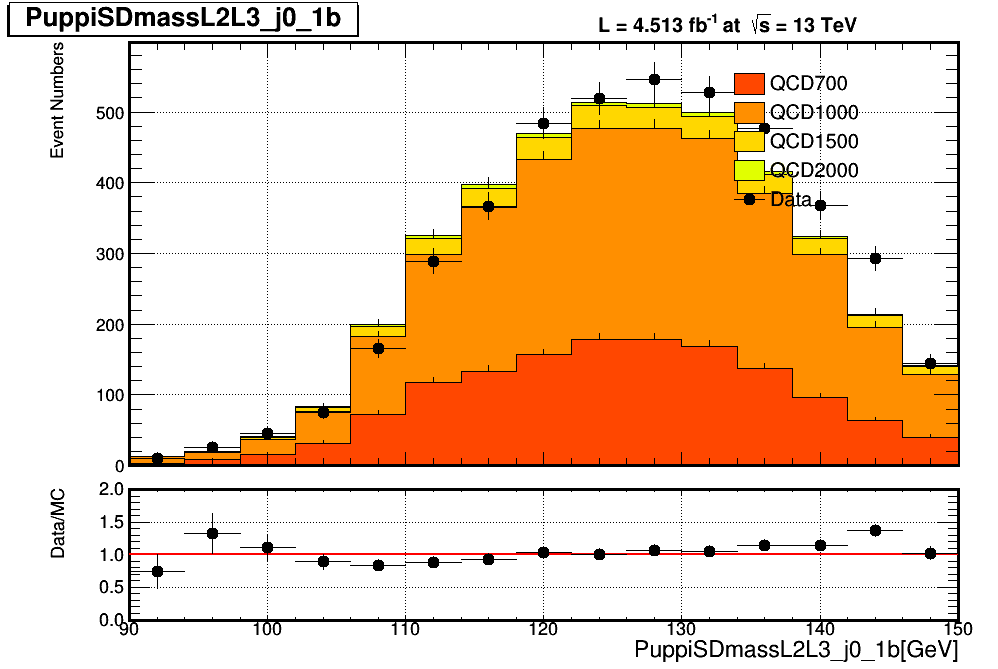 PuppiSDmassL2L3_j0_1b
L = 4.513 fb⁻¹ at √s = 13 TeV
Event Numbers
500
400
300
200
100
0
QCD700
QCD1000
QCD1500
QCD2000
Data
Data/MC
2.0
1.5
1.0
0.5
0.0
90 100 110 120 130 140 150
PuppiSDmassL2L3_j0_1b[GeV]